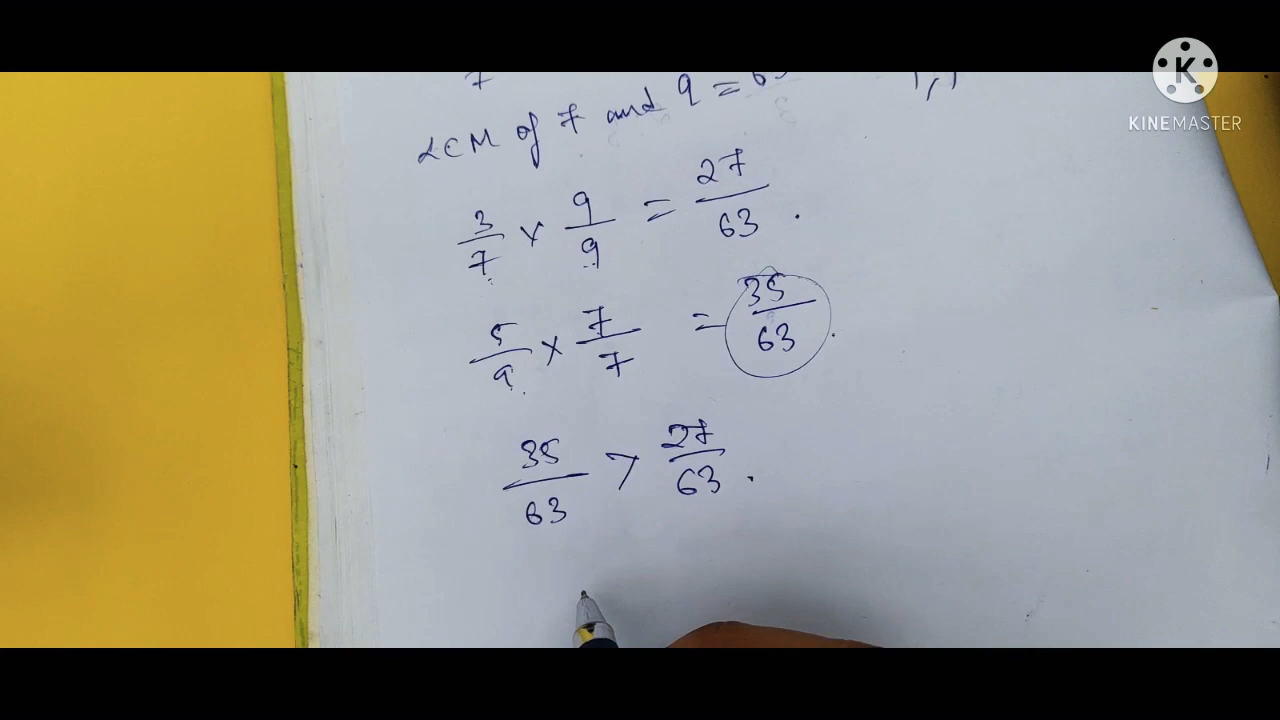 7
LCM of 7 and 9 = 63
3/7 × 9/9 = 27/63 .
5/9 × 7/7 = 35/63 .
35/63 > 27/63 .
K
KINEMASTER